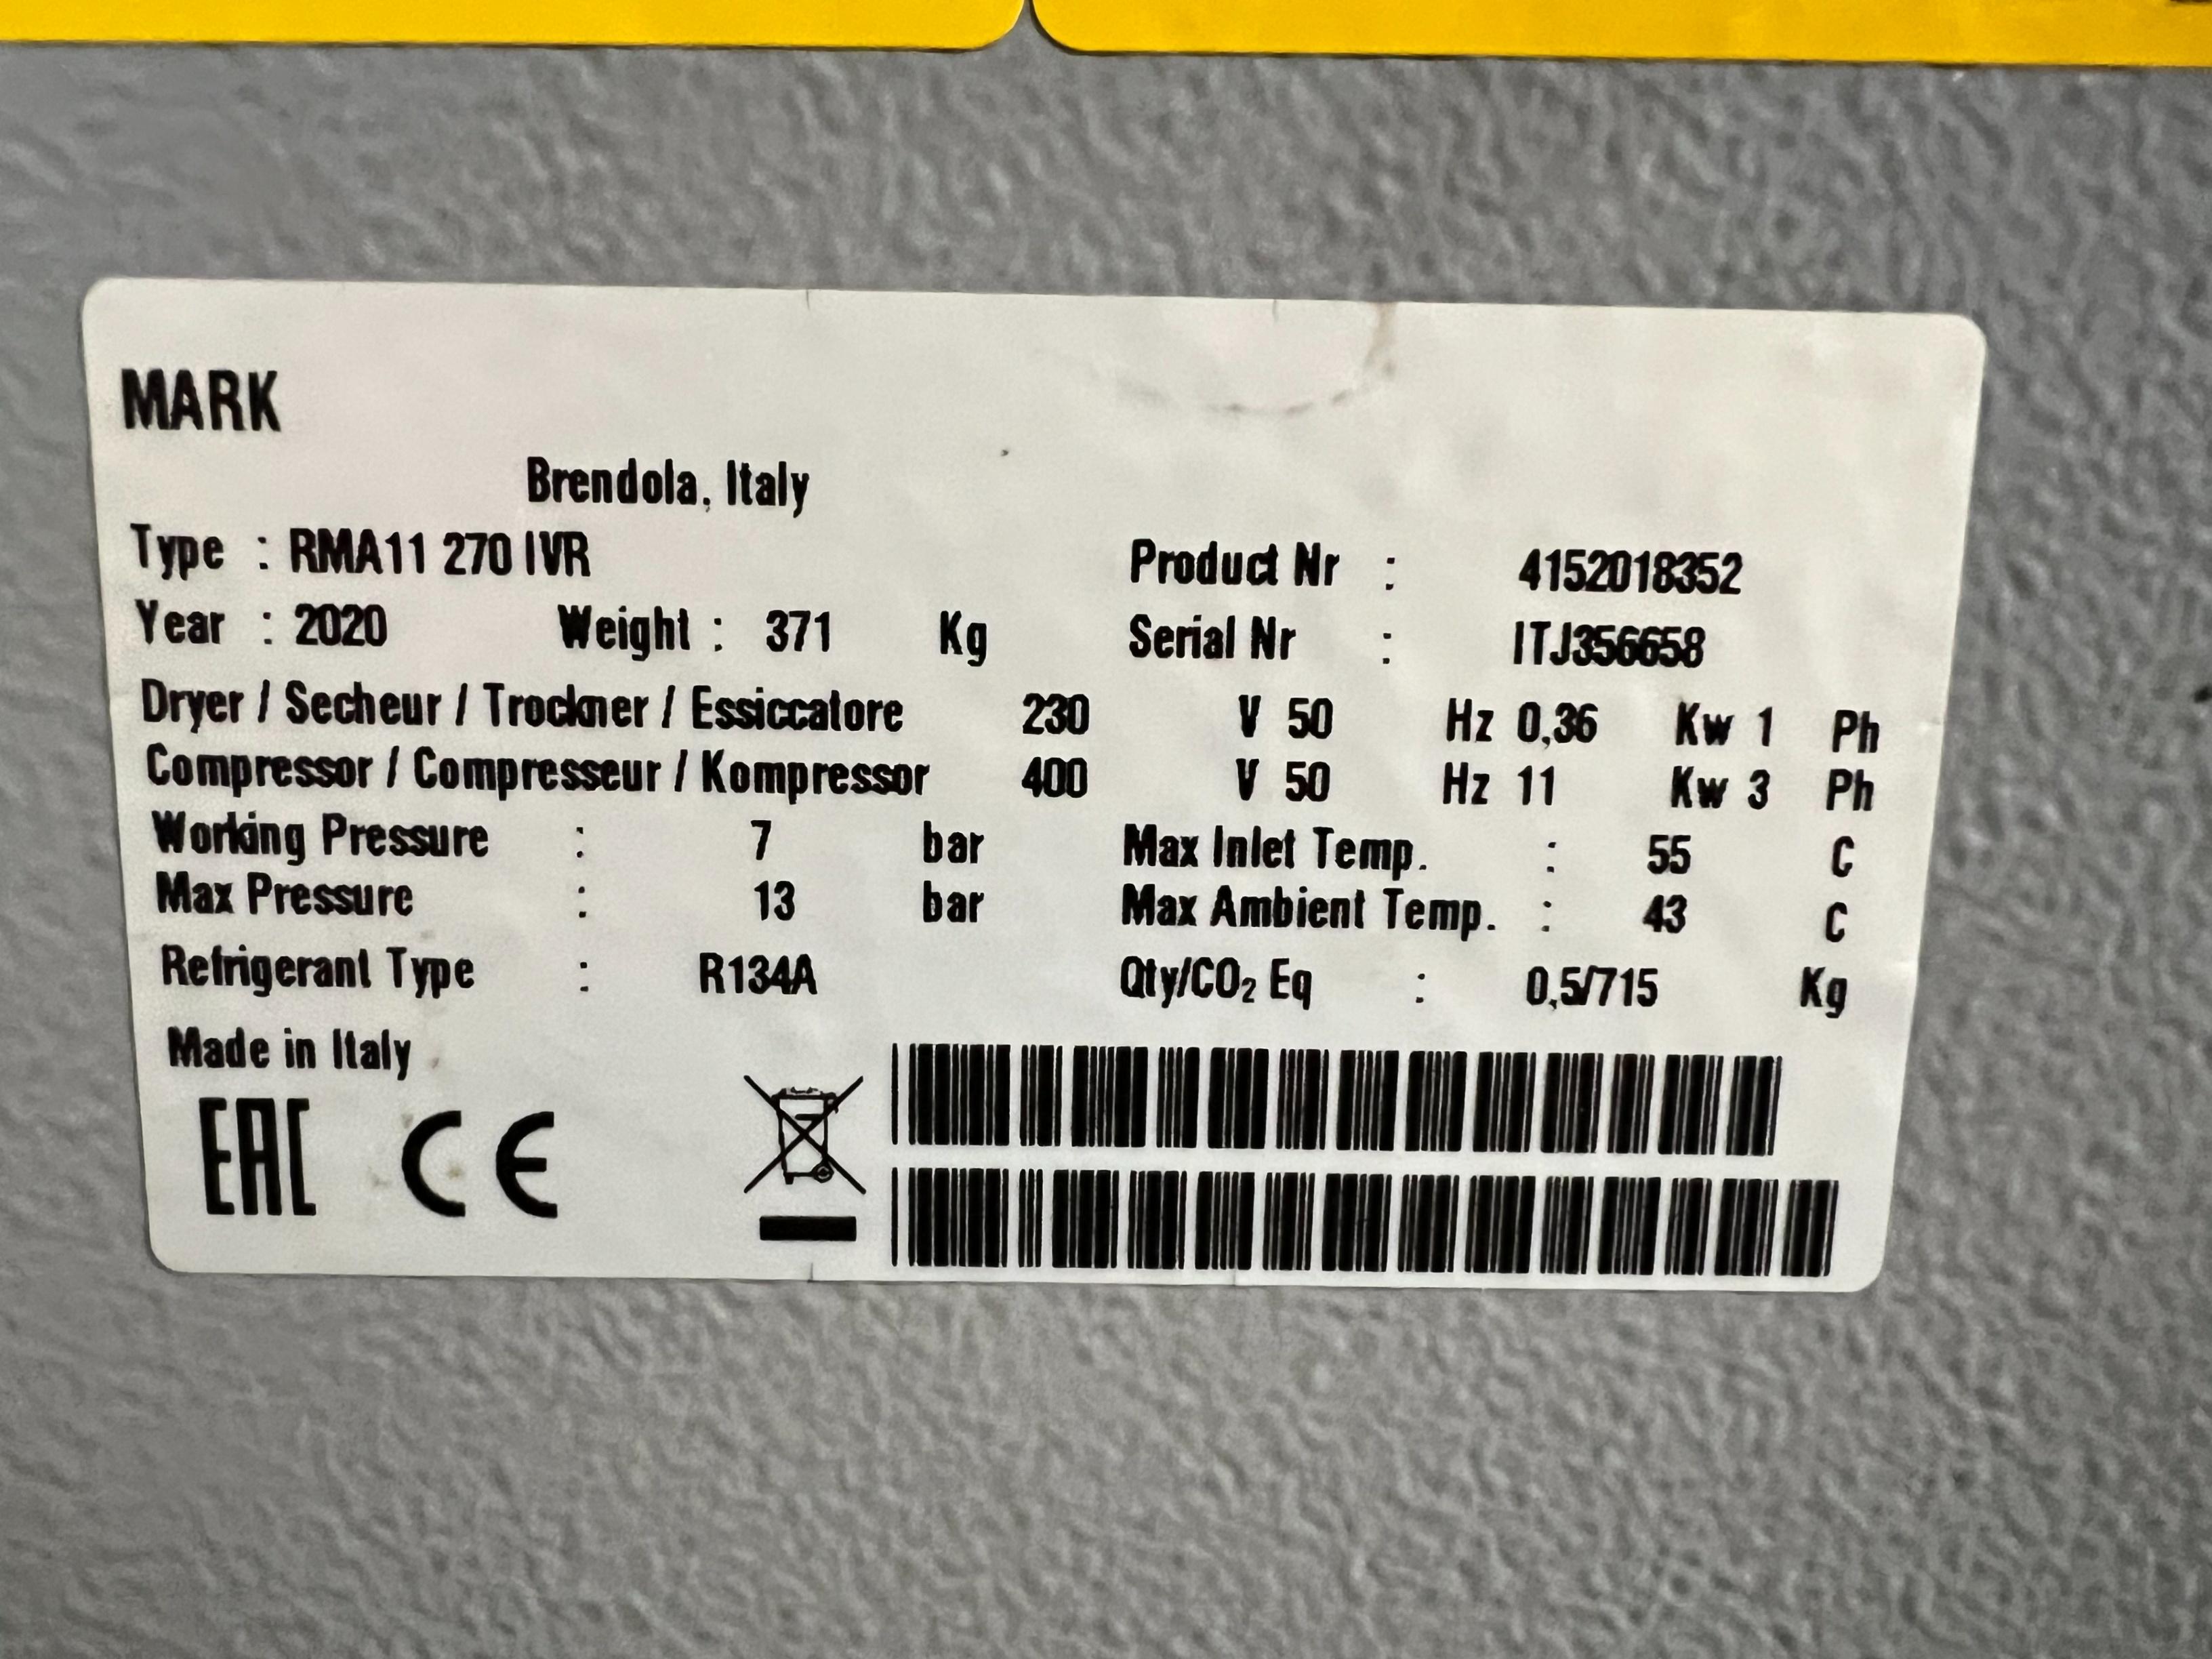 MARK
Brendola, Italy
Type : RMA11 270 IVR Product Nr : 4152018352
Year : 2020 Weight : 371 Kg Serial Nr : ITJ356658
Dryer / Secheur / Trockner / Essiccatore 230 V 50 Hz 0,36 Kw 1 Ph
Compressor / Compresseur / Kompressor 400 V 50 Hz 11 Kw 3 Ph
Working Pressure : 7 bar Max Inlet Temp. : 55 C
Max Pressure : 13 bar Max Ambient Temp. : 43 C
Refrigerant Type : R134A Qty/CO₂ Eq : 0,5/715 Kg
Made in Italy
EAC CE